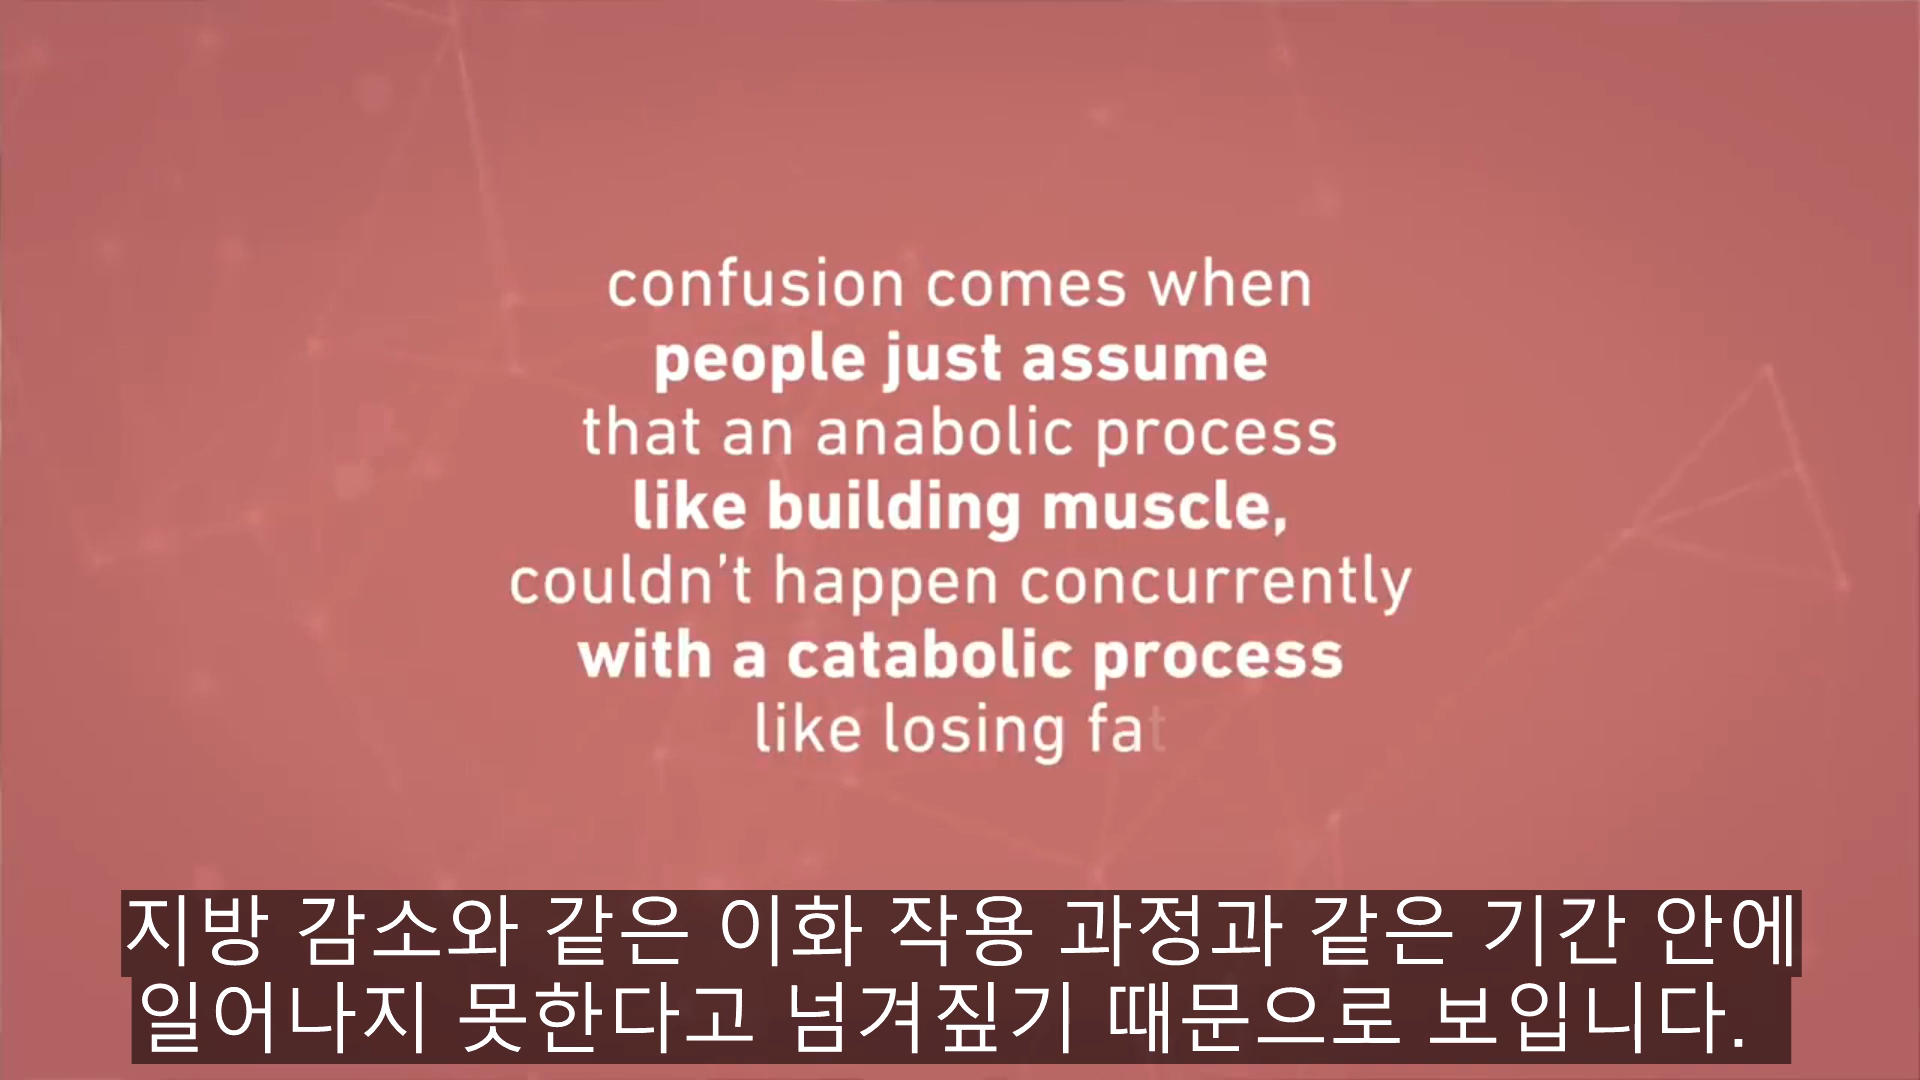 confusion comes when
people just assume
that an anabolic process
like building muscle,
couldn't happen concurrently
with a catabolic process
like losing fat
지방 감소와 같은 이화 작용 과정과 같은 기간 안에
일어나지 못한다고 넘겨짚기 때문으로 보입니다.